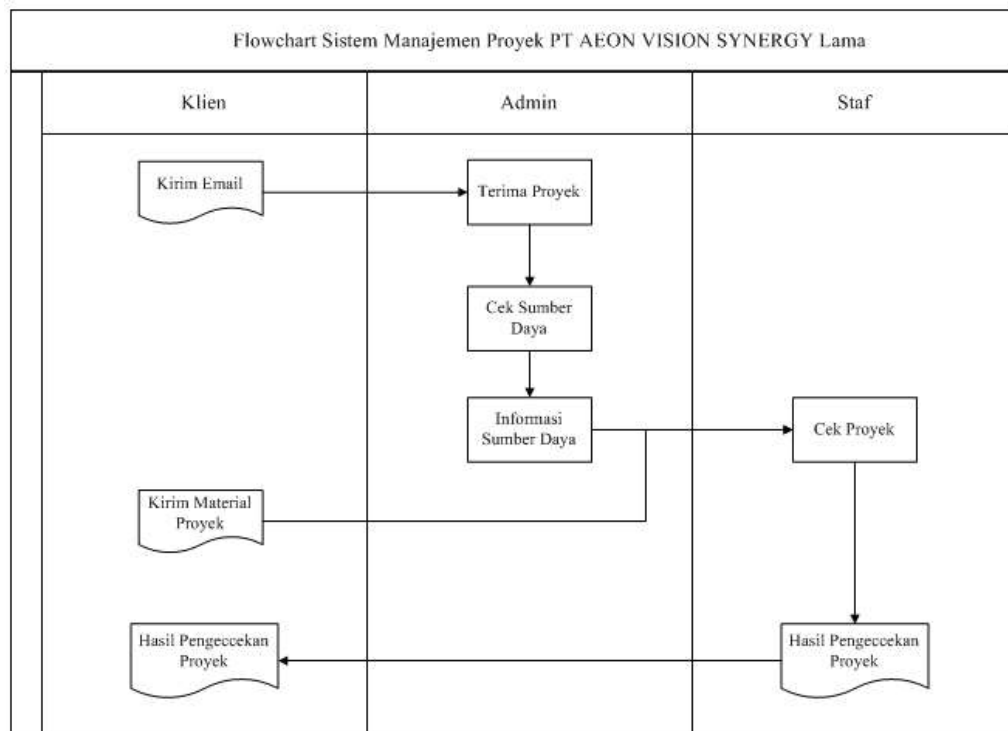 Flowchart Sistem Manajemen Proyek PT AEON VISION SYNERGY Lama
Klien
Admin
Staf
Kirim Email
Terima Proyek
Cek Sumber
Daya
Informasi
Sumber Daya
Cek Proyek
Kirim Material
Proyek
Hasil Pengeccekan
Proyek
Hasil Pengeccekan
Proyek